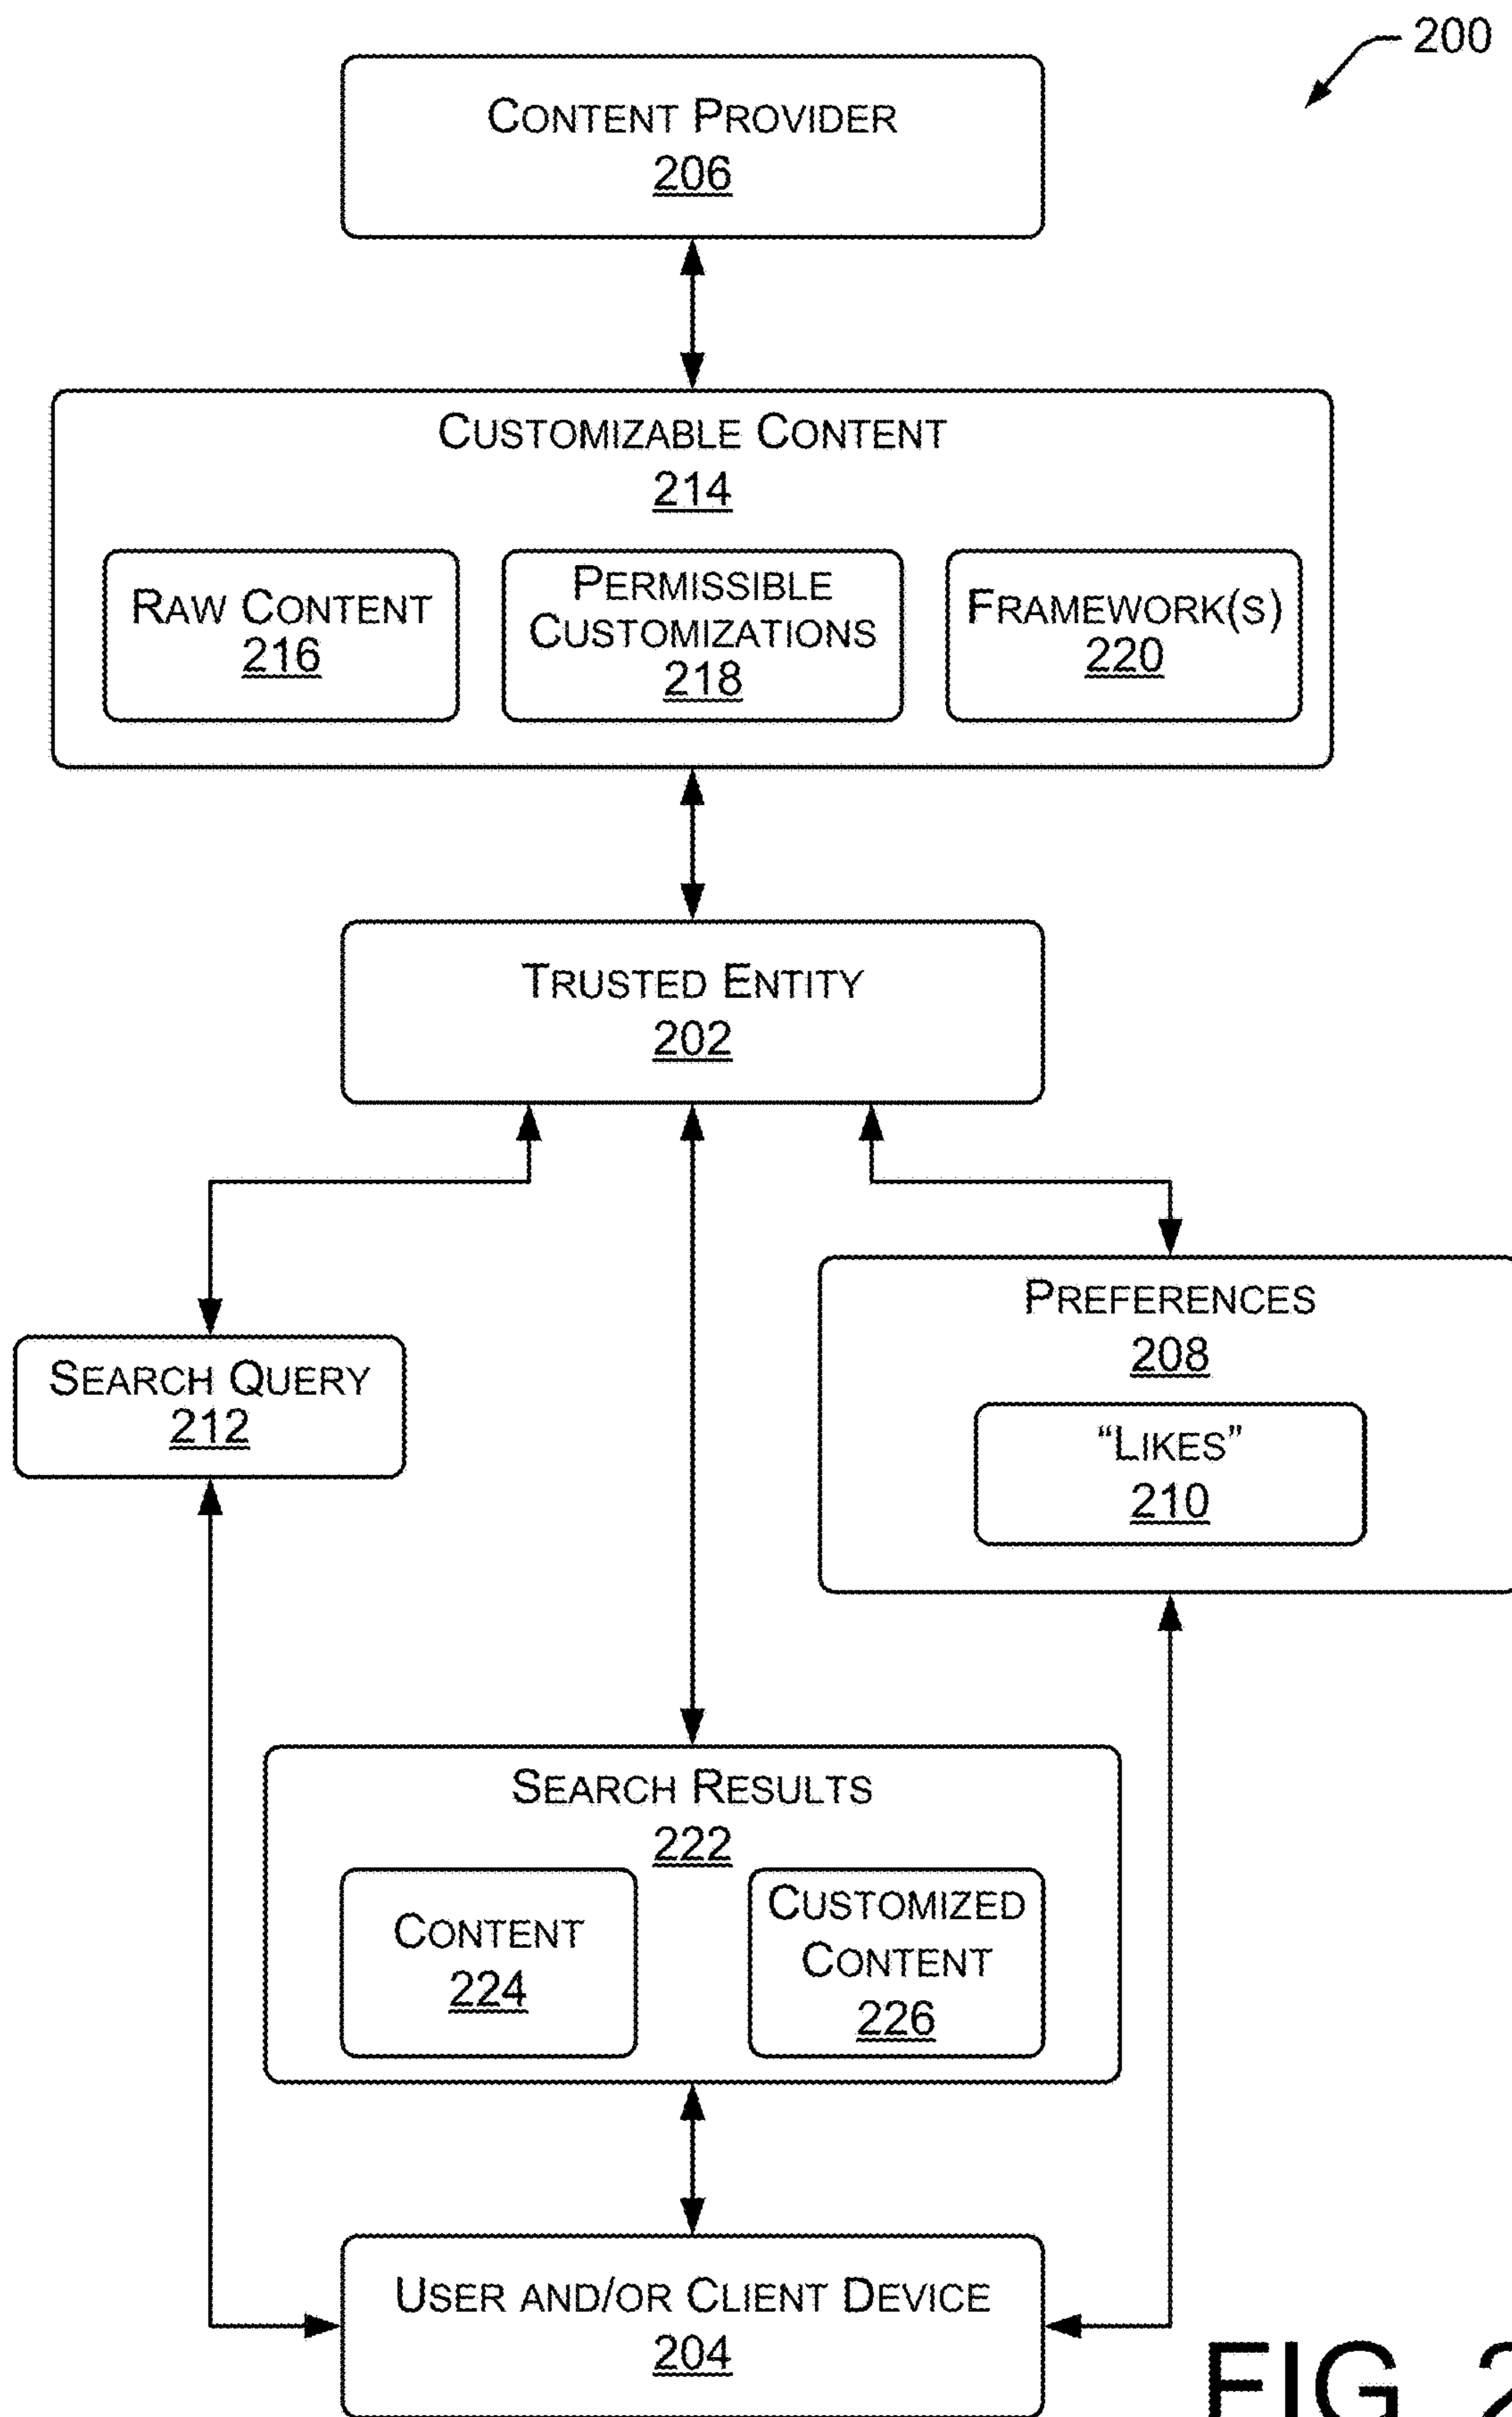 200
CONTENT PROVIDER
206
CUSTOMIZABLE CONTENT
214
RAW CONTENT
216
PERMISSIBLE
CUSTOMIZATIONS
218
FRAMEWORK(S)
220
TRUSTED ENTITY
202
SEARCH QUERY
212
PREFERENCES
208
“LIKES”
210
SEARCH RESULTS
222
CONTENT
224
CUSTOMIZED
CONTENT
226
USER AND/OR CLIENT DEVICE
204
FIG. 2